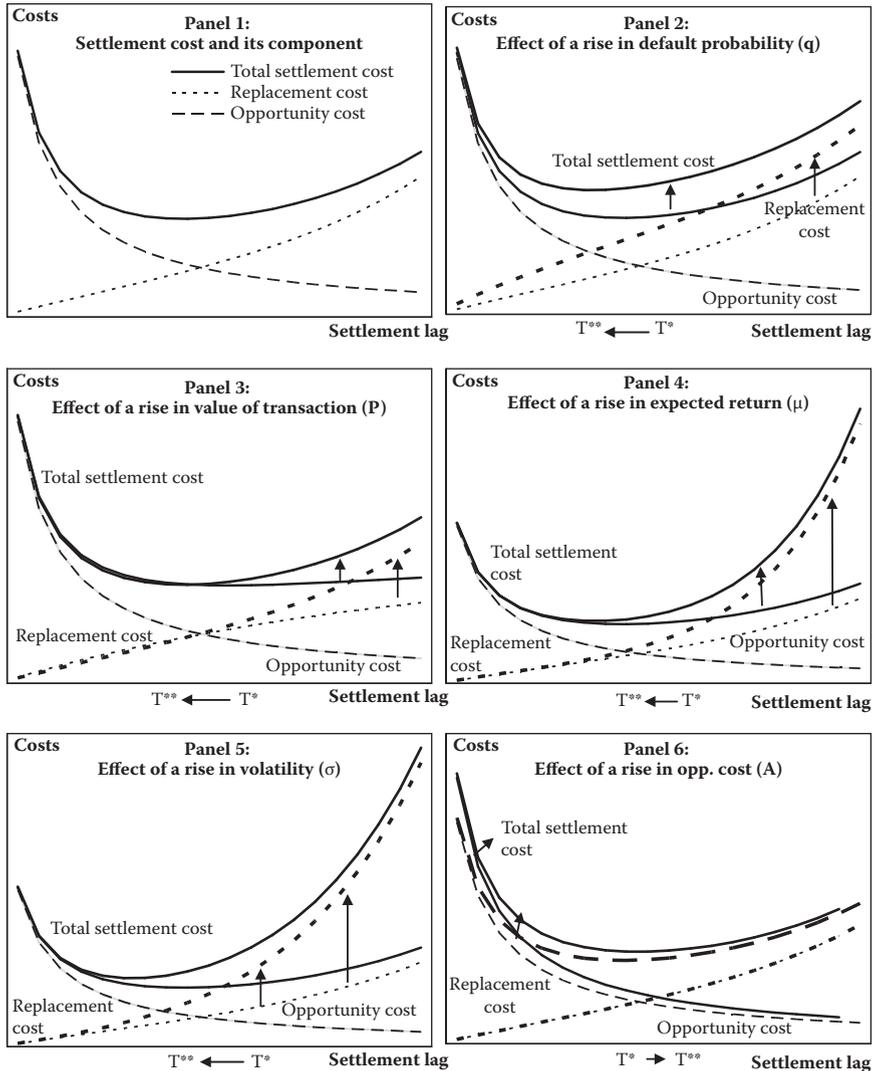 Costs
Panel 1:
Settlement cost and its component
Total settlement cost
Replacement cost
Opportunity cost
Settlement lag
Costs
Panel 2:
Effect of a rise in default probability (q)
Total settlement cost
Replacement
cost
Opportunity cost
T** T*
Settlement lag
Costs
Panel 3:
Effect of a rise in value of transaction (P)
Total settlement cost
Replacement cost
Opportunity cost
T** T*
Settlement lag
Costs
Panel 4:
Effect of a rise in expected return (μ)
Total settlement
cost
Replacement
cost
Opportunity cost
T** T*
Settlement lag
Costs
Panel 5:
Effect of a rise in volatility (σ)
Total settlement cost
Replacement
cost
Opportunity cost
T** T*
Settlement lag
Costs
Panel 6:
Effect of a rise in opp. cost (A)
Total settlement
cost
Replacement
cost
Opportunity cost
T* T**
Settlement lag